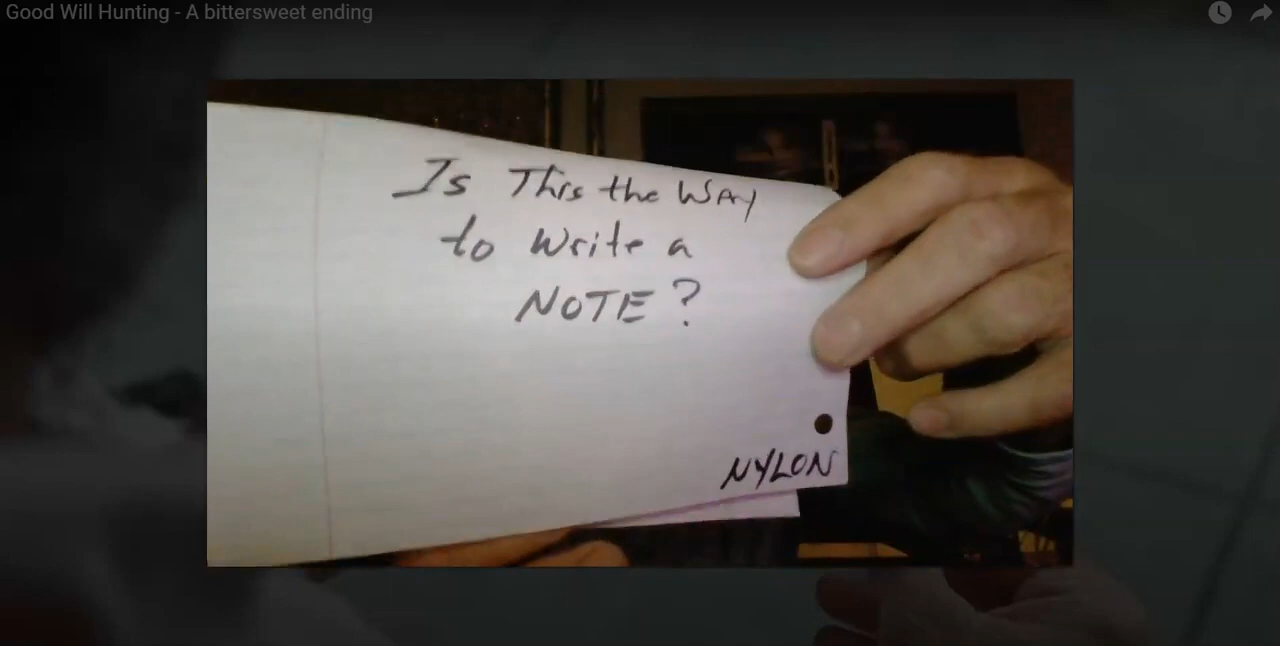 Good Will Hunting - A bittersweet ending
Is This the Way
to Write a
NOTE?
NYLON